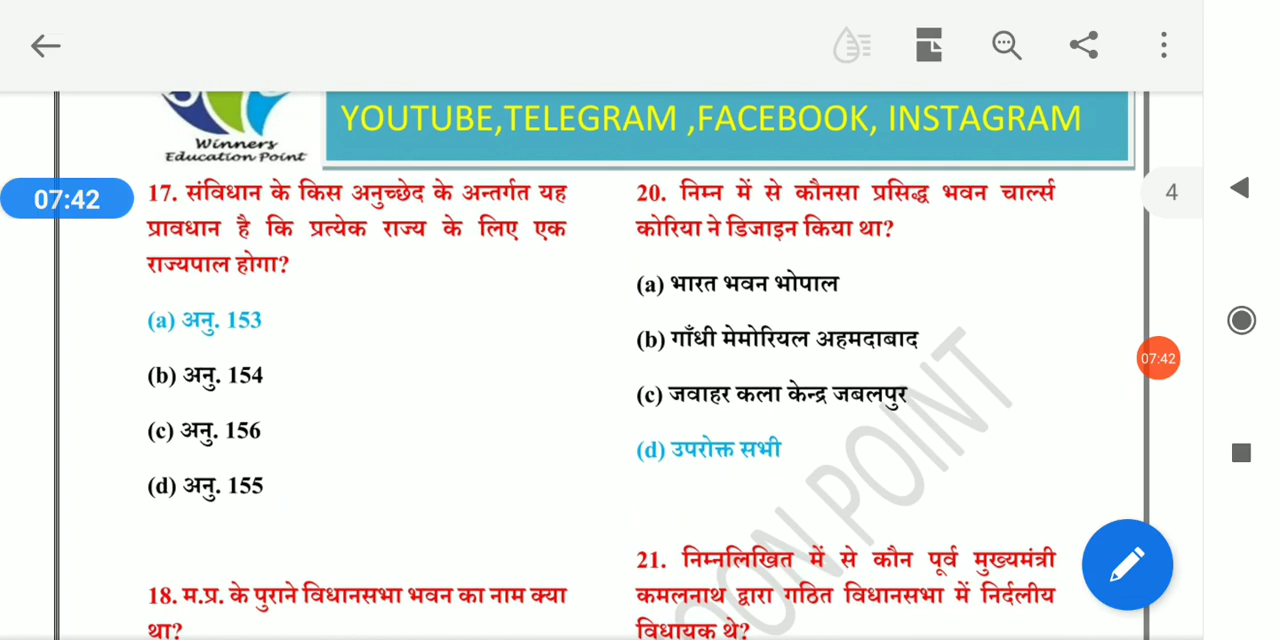 YOUTUBE,TELEGRAM ,FACEBOOK, INSTAGRAM
Winners
Education Point
07:42
17. संविधान के किस अनुच्छेद के अन्तर्गत यह
प्रावधान है कि प्रत्येक राज्य के लिए एक
राज्यपाल होगा?
(a) अनु. 153
(b) अनु. 154
(c) अनु. 156
(d) अनु. 155
18. म.प्र. के पुराने विधानसभा भवन का नाम क्या
था?
20. निम्न में से कौनसा प्रसिद्ध भवन चार्ल्स
कोरिया ने डिजाइन किया था?
(a) भारत भवन भोपाल
(b) गाँधी मेमोरियल अहमदाबाद
(c) जवाहर कला केन्द्र जबलपुर
(d) उपरोक्त सभी
21. निम्नलिखित में से कौन पूर्व मुख्यमंत्री
कमलनाथ द्वारा गठित विधानसभा में निर्दलीय
विधायक थे?
4
07:42
ON POINT